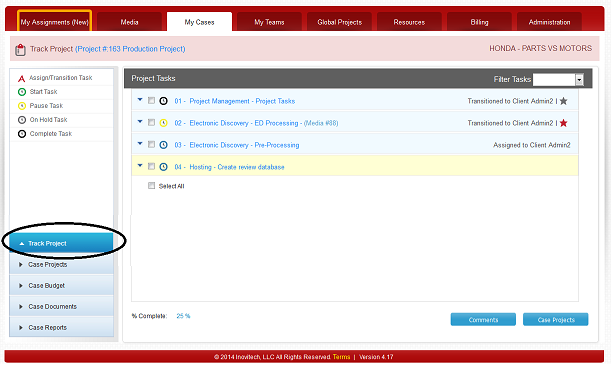 My Assignments (New)
Media
My Cases
My Teams
Global Projects
Resources
Billing
Administration
Track Project (Project #:163 Production Project)
HONDA - PARTS VS MOTORS
Assign/Transition Task
Start Task
Pause Task
On Hold Task
Complete Task
Track Project
Case Projects
Case Budget
Case Documents
Case Reports
Project Tasks
Filter Tasks
01 - Project Management - Project Tasks
Transitioned to Client Admin2 |
02 - Electronic Discovery - ED Processing - (Media #68)
Transitioned to Client Admin2 |
03 - Electronic Discovery - Pre-Processing
Assigned to Client Admin2
04 - Hosting - Create review database
Select All
% Complete: 25 %
Comments
Case Projects
© 2014 Inovitech, LLC All Rights Reserved. Terms | Version 4.17